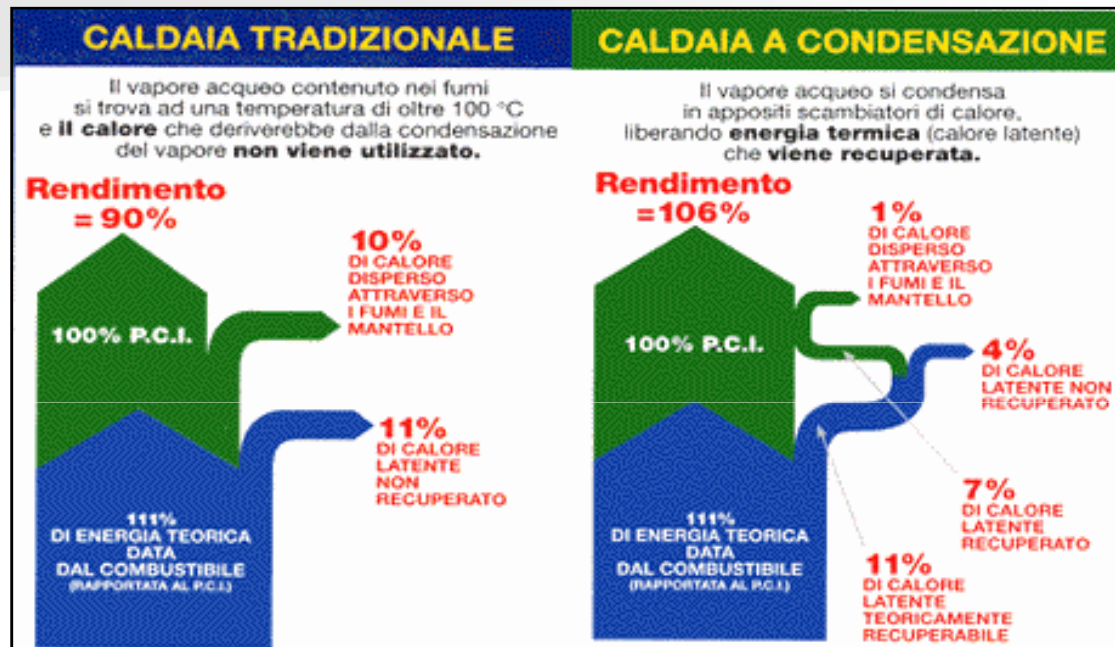 CALDAIA TRADIZIONALE
Il vapore acqueo contenuto nei fumi
si trova ad una temperatura di oltre 100 °C
e il calore che deriverebbe dalla condensazione
del vapore non viene utilizzato.
Rendimento
= 90%
10%
DI CALORE
DISPERSO
ATTRAVERSO
I FUMI E IL
MANTELLO
100% P.C.I.
11%
DI CALORE
LATENTE
NON
RECUPERATO
111%
DI ENERGIA TEORICA
DATA
DAL COMBUSTIBILE
(RAPPORTATA AL P.C.I.)
CALDAIA A CONDENSAZIONE
Il vapore acqueo si condensa
in appositi scambiatori di calore,
liberando energia termica (calore latente)
che viene recuperata.
Rendimento
=106%
1%
DI CALORE
DISPERSO
ATTRAVERSO
I FUMI E IL
MANTELLO
100% P.C.I.
4%
DI CALORE
LATENTE NON
RECUPERATO
7%
DI CALORE
LATENTE
RECUPERATO
111%
DI ENERGIA TEORICA
DATA
DAL COMBUSTIBILE
(RAPPORTATA AL P.C.I.)
11%
DI CALORE
LATENTE
TEORICAMENTE
RECUPERABILE